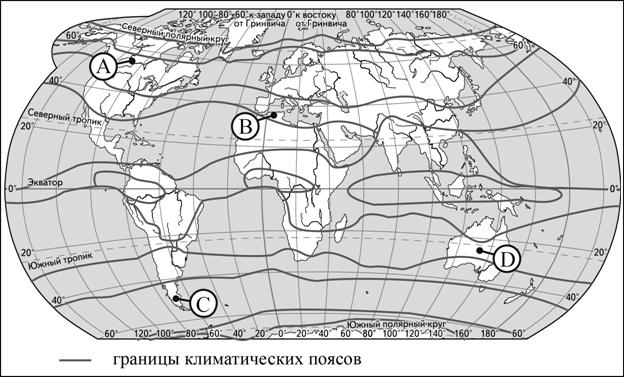 120° 100°80° 60° к западу 0° к востоку 80°100°120°140°160°180°
от Гринвича от Гринвича
Северный полярный круг
60° 60°
A
40° 40°
B
Северный тропик
20° 20°
Экватор 0° 0°
D
20° 20°
Южный тропик
C
40° 40°
Южный полярный круг
60° 120° 100° 80° 60° 40° 20° 0° 20° 40° 60° 80° 100° 120° 140° 160° 180° 60°
границы климатических поясов